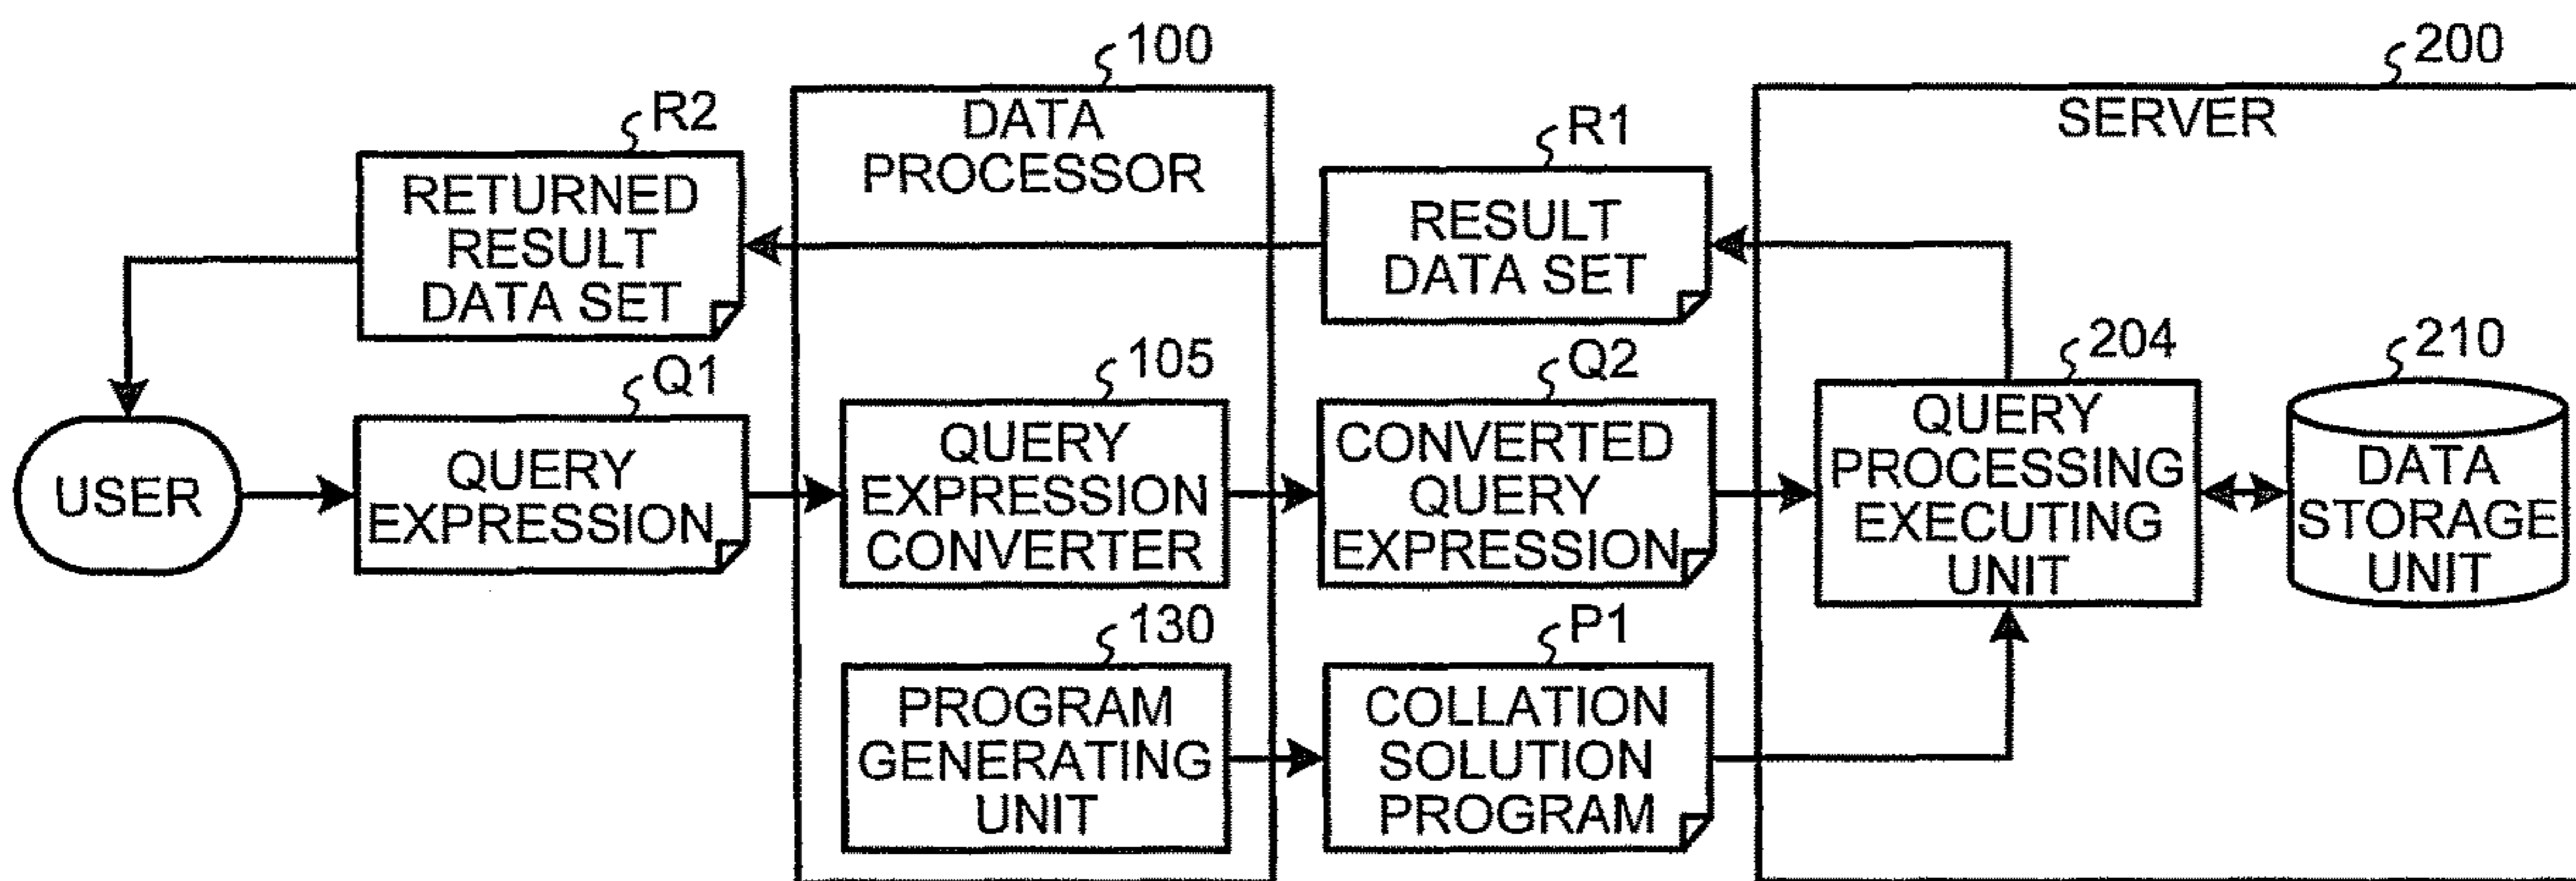 100
200
DATA
PROCESSOR
SERVER
R2
RETURNED
RESULT
DATA SET
R1
RESULT
DATA SET
USER
Q1
QUERY
EXPRESSION
105
QUERY
EXPRESSION
CONVERTER
Q2
CONVERTED
QUERY
EXPRESSION
204
QUERY
PROCESSING
EXECUTING
UNIT
210
DATA
STORAGE
UNIT
130
PROGRAM
GENERATING
UNIT
P1
COLLATION
SOLUTION
PROGRAM